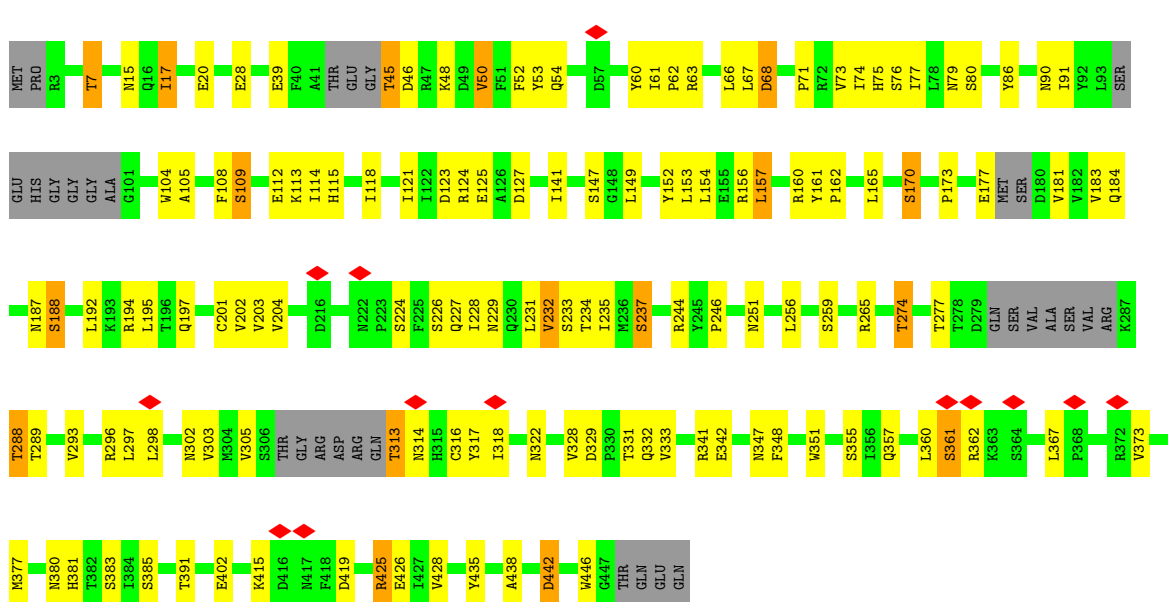 MET PRO R3 T7 N15 Q16 I17 E20 E28 E39 F40 A41 THR GLU GLY T45 D46 R47 K48 D49 V50 F51 F52 Y53 Q54 D57 Y60 I61 P62 R63 L66 L67 D68 P71 R72 V73 I74 H75 S76 I77 L78 N79 S80 Y86 N90 I91 Y92 L93 SER
GLU HIS GLY GLY GLY ALA G101 W104 A105 F108 S109 E112 K113 I114 H115 I118 I121 I122 D123 R124 E125 A126 D127 I141 S147 G148 L149 Y152 L153 L154 E155 R156 L157 R160 Y161 P162 L165 S170 P173 E177 MET SER D180 V181 V182 V183 Q184
N187 S188 L192 K193 R194 L195 T196 Q197 C201 V202 V203 V204 D216 N222 P223 S224 F225 S226 Q227 I228 N229 Q230 L231 V232 S233 T234 I235 M236 S237 R244 Y245 P246 N251 L256 S259 R265 T274 T277 T278 D279 GLN SER VAL ALA SER VAL ARG K287
T288 T289 V293 R296 L297 L298 N302 V303 M304 V305 S306 THR GLY ARG ASP ARG GLN T313 N314 H315 C316 Y317 I318 N322 V328 D329 P330 T331 Q332 V333 R341 E342 N347 F348 W351 S355 I356 Q357 L360 S361 R362 K363 S364 L367 P368 R372 V373
M377 N380 H381 T382 S383 I384 S385 T391 E402 K415 D416 N417 F418 D419 R425 E426 I427 V428 Y435 A438 D442 W446 G447 THR GLN GLU GLN